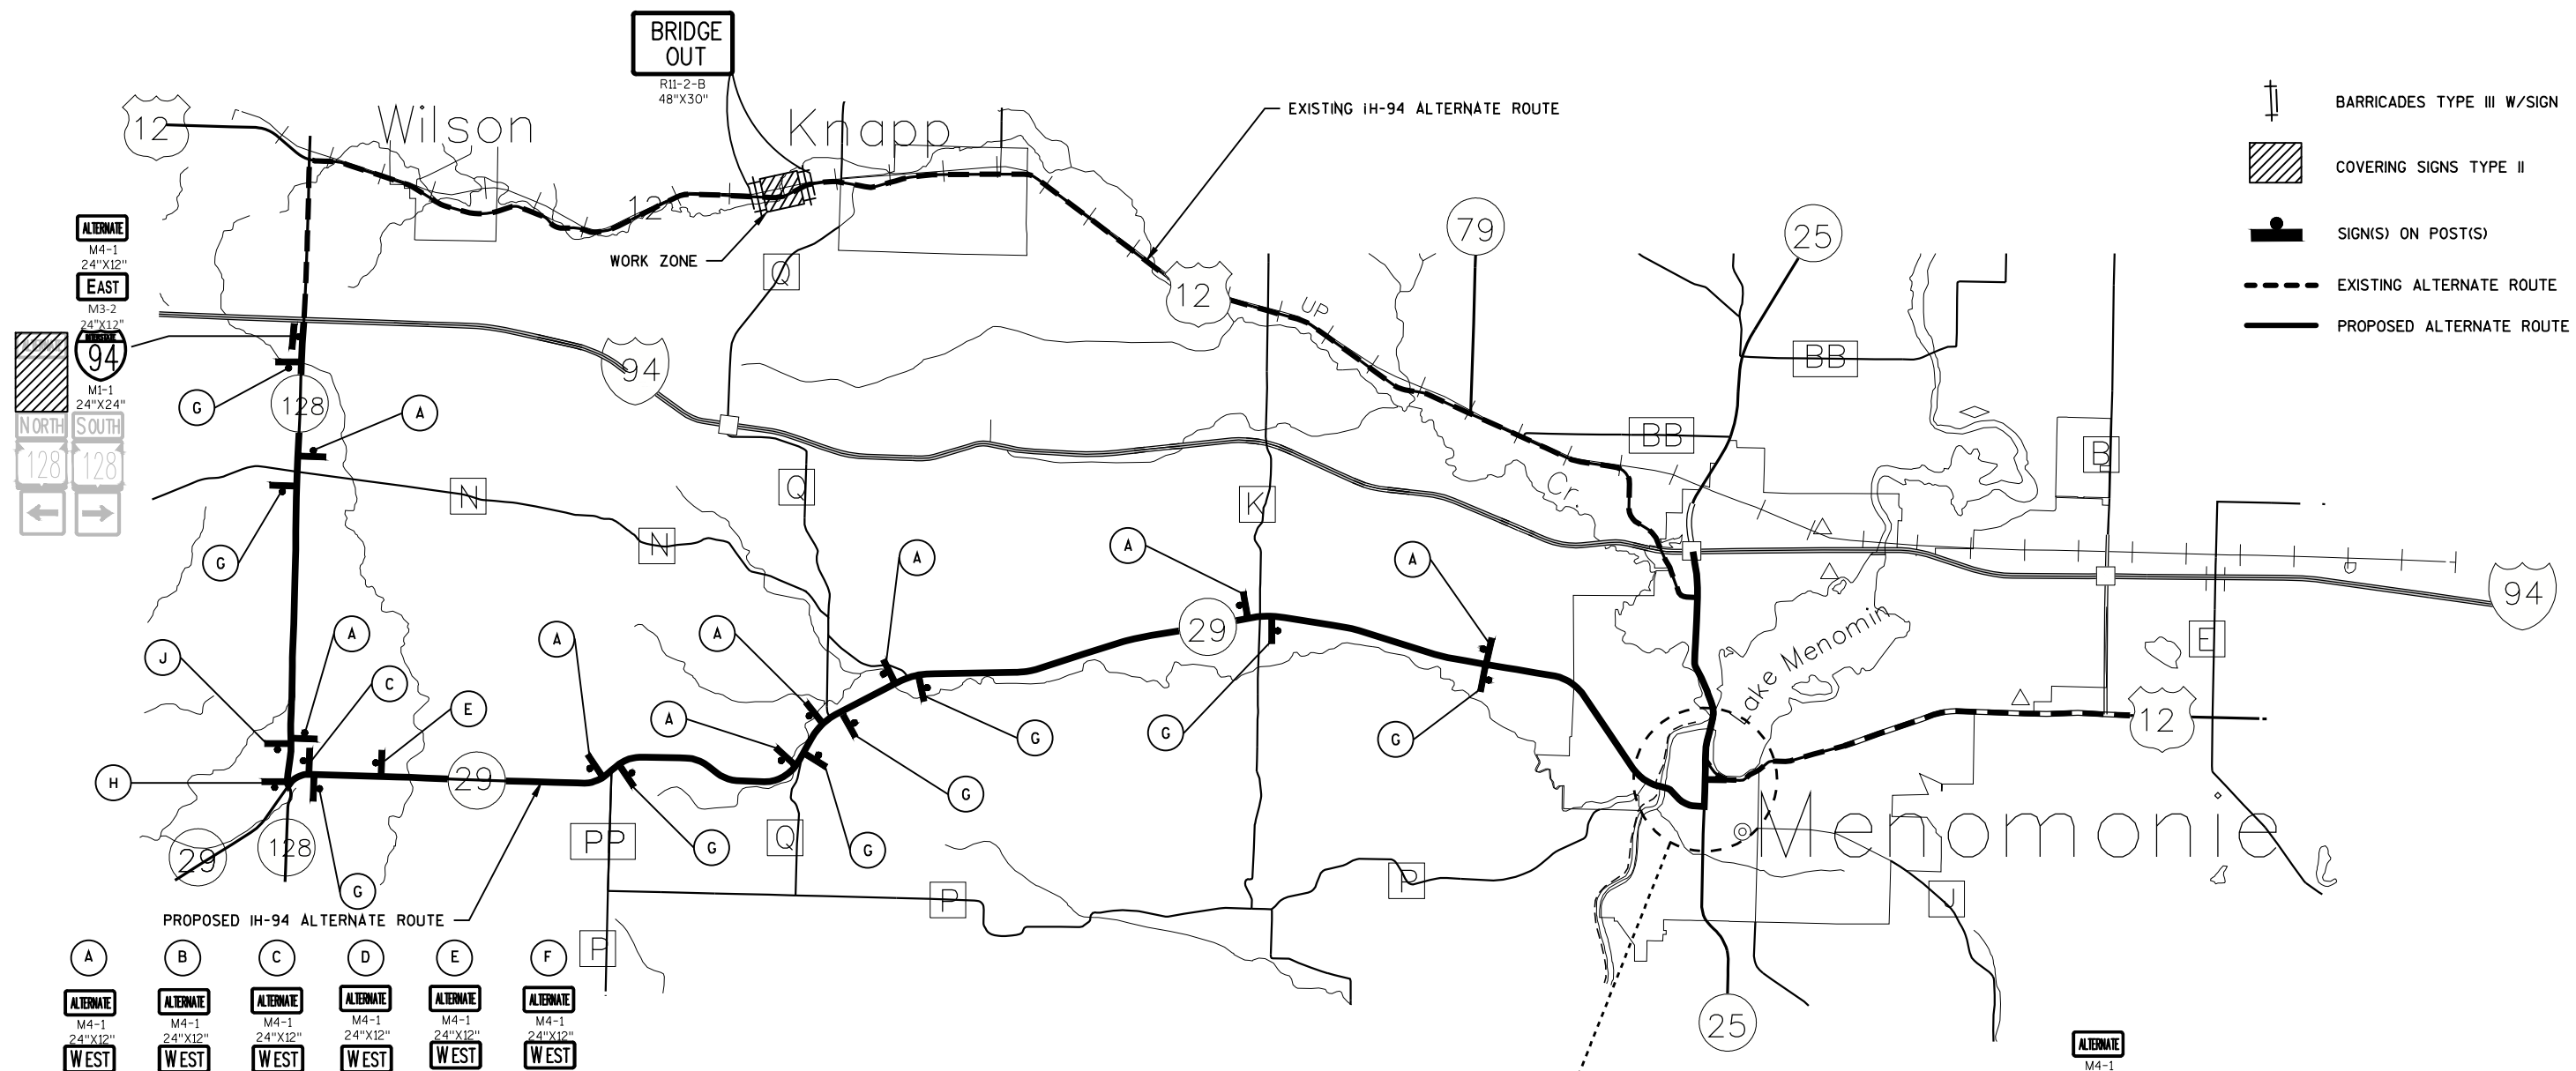 BRIDGE
OUT
R11-2-B
48"X30"
12
Wilson
Knapp
EXISTING iH-94 ALTERNATE ROUTE
BARRICADES TYPE III W/SIGN
COVERING SIGNS TYPE II
SIGN(S) ON POST(S)
EXISTING ALTERNATE ROUTE
PROPOSED ALTERNATE ROUTE
12
WORK ZONE
Q
79
25
12
UP
ALTERNATE
M4-1
24"X12"
EAST
M3-2
24"X12"
INTERSTATE
94
M1-1
24"X24"
NORTH
SOUTH
128
128
G
128
A
94
BB
BB
B
N
Q
K
Cr.
G
N
A
A
A
94
29
Lake Menomin
E
J
A
C
A
A
A
E
G
G
G
12
H
29
PP
G
Q
G
G
29
128
G
P
P
Menomonie
J
PROPOSED IH-94 ALTERNATE ROUTE
P
25
A
B
C
D
E
F
ALTERNATE
ALTERNATE
ALTERNATE
ALTERNATE
ALTERNATE
ALTERNATE
M4-1
M4-1
M4-1
M4-1
M4-1
M4-1
24"X12"
24"X12"
24"X12"
24"X12"
24"X12"
24"X12"
WEST
WEST
WEST
WEST
WEST
WEST
ALTERNATE
M4-1